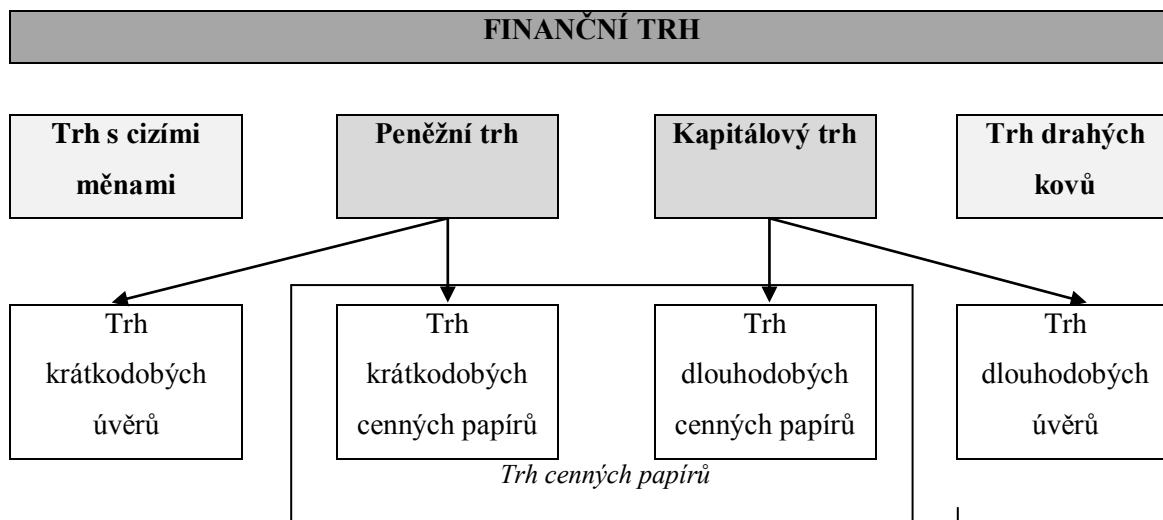 FINANČNÍ TRH
Trh s cizími
měnami
Peněžní trh
Kapitálový trh
Trh drahých
kovů
Trh
krátkodobých
úvěrů
Trh
krátkodobých
cenných papírů
Trh
dlouhodobých
cenných papírů
Trh
dlouhodobých
úvěrů
Trh cenných papírů